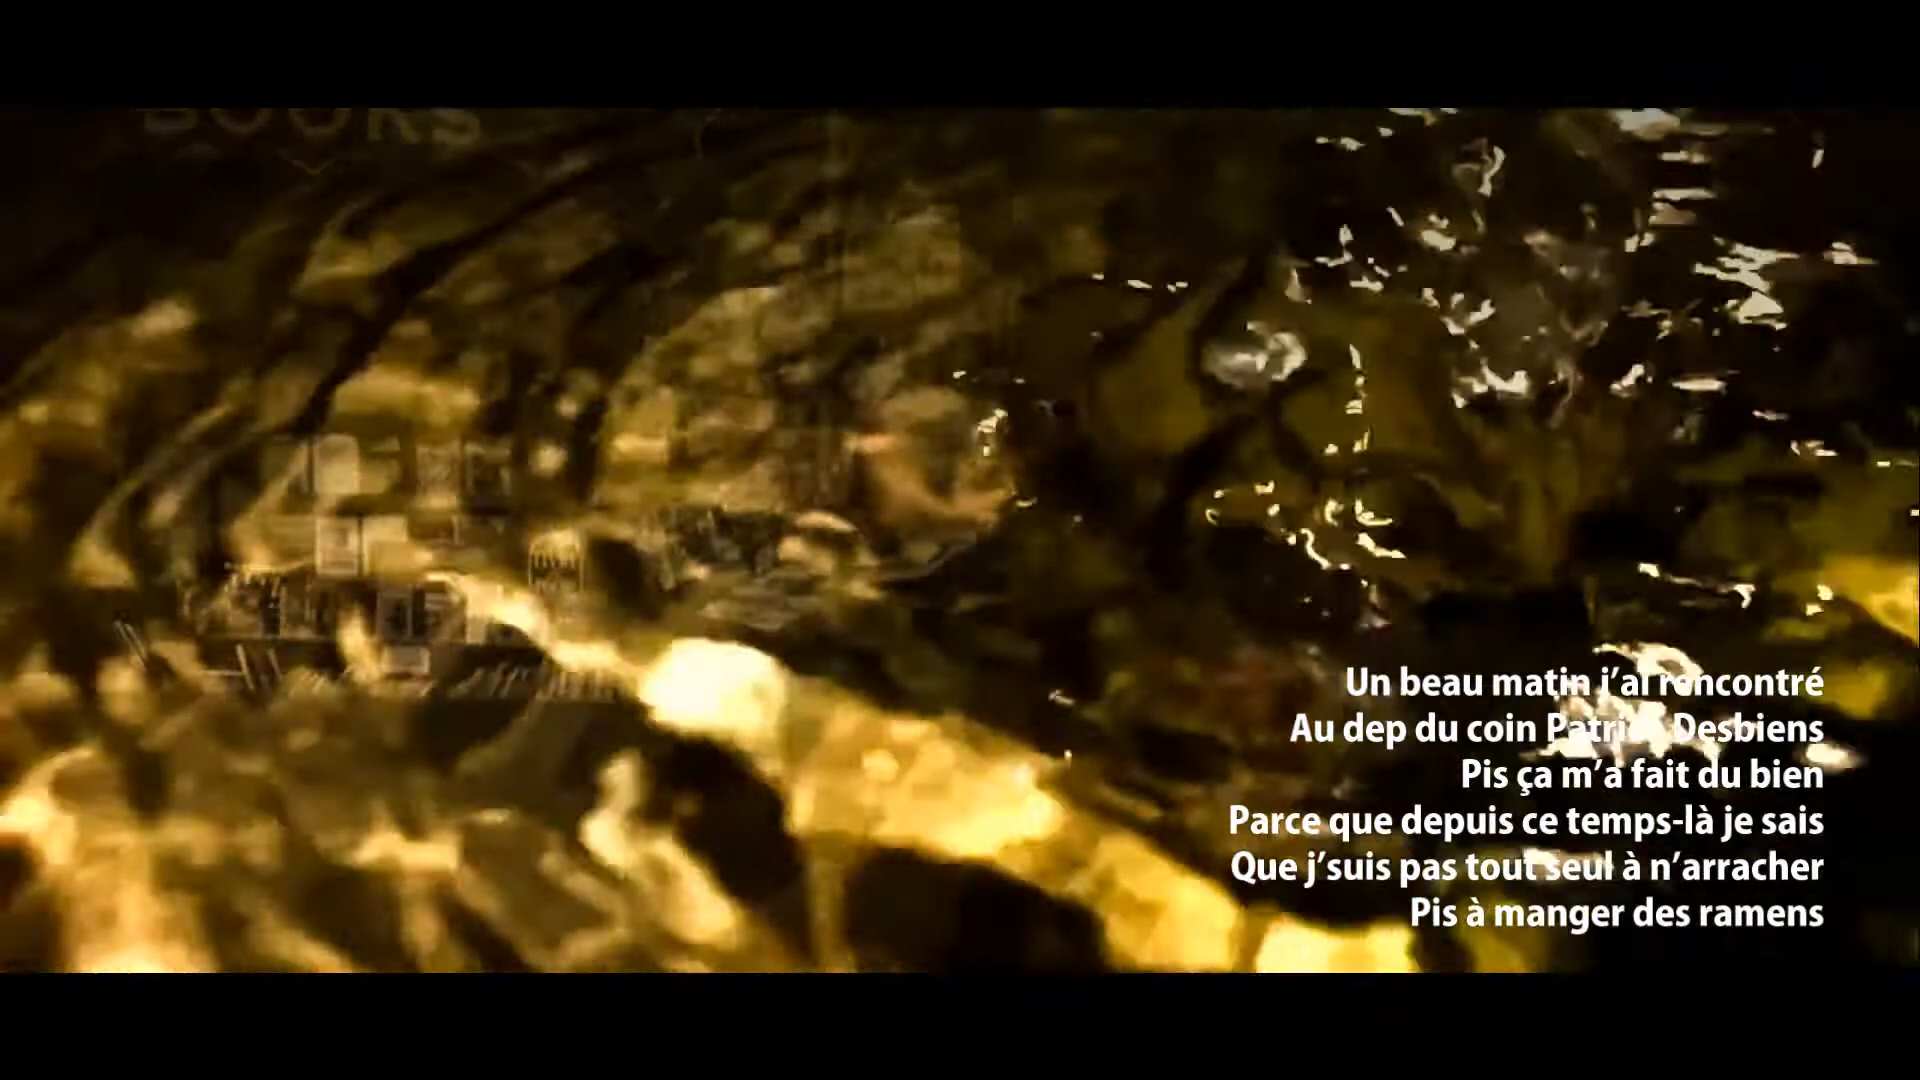 BOOKS
Un beau matin j’ai rencontré
Au dep du coin Patrice Desbiens
Pis ça m’a fait du bien
Parce que depuis ce temps-là je sais
Que j’suis pas tout seul à n’arracher
Pis à manger des ramens